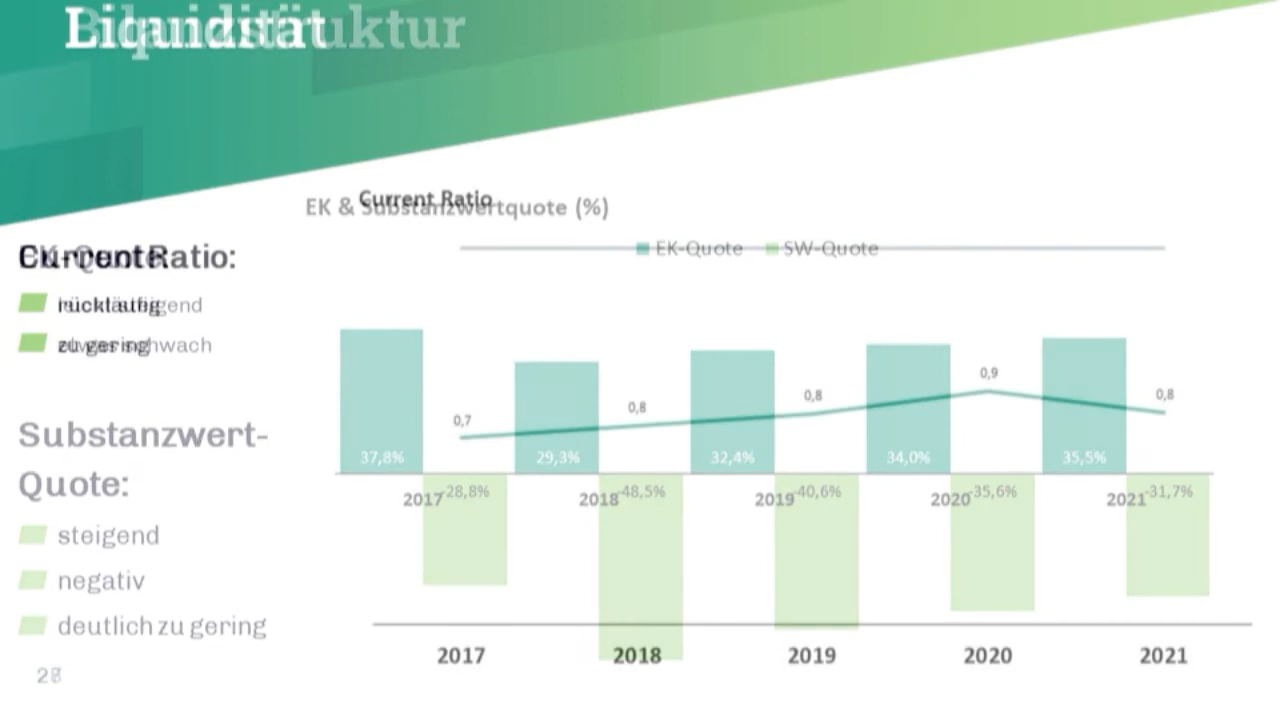 Liquidität
Bilanzstruktur
Current Ratio
EK & Substanzwertquote (%)
EK-Quote SW-Quote
Current Ratio:
EK-Quote:
rückläufig
zu gering
Substanzwert-
Quote:
steigend
negativ
deutlich zu gering
0,7 0,8 0,8 0,9 0,8
37,8% 29,3% 32,4% 34,0% 35,5%
2017 2018 2019 2020 2021
-28,8% -48,5% -40,6% -35,6% -31,7%
2017 2018 2019 2020 2021